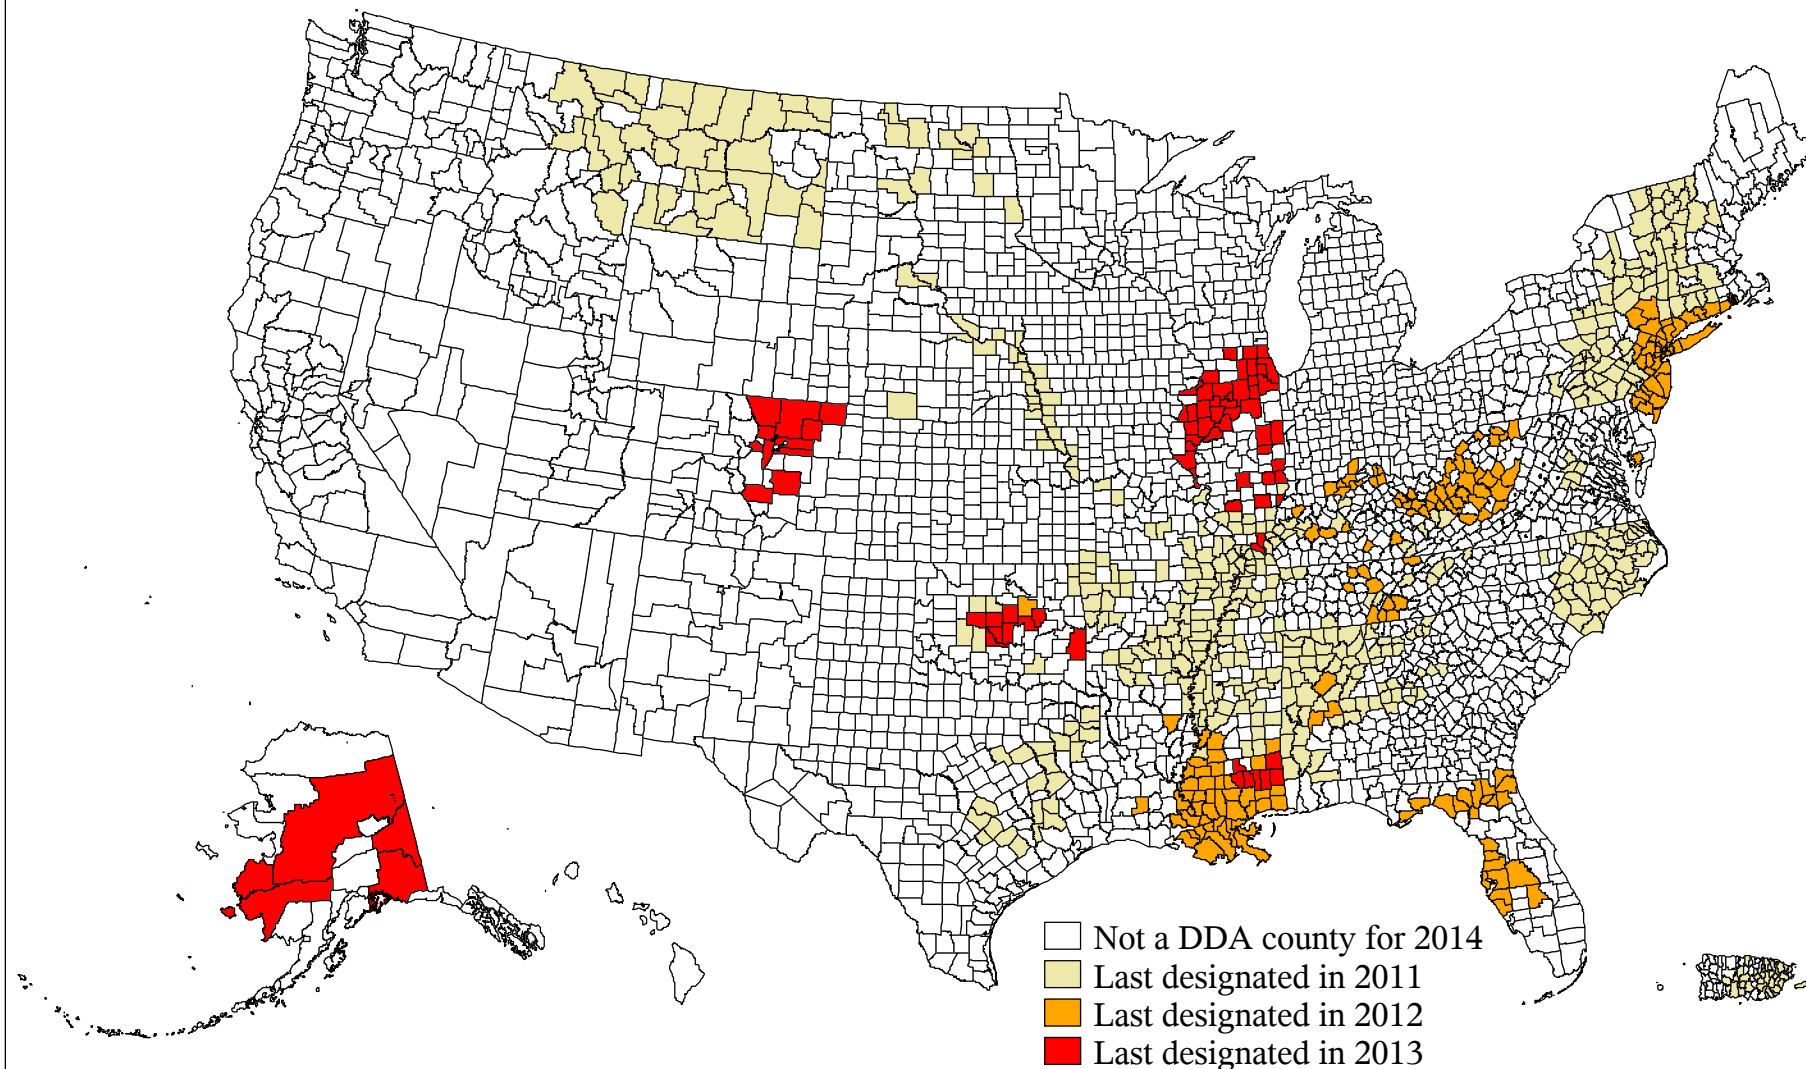 Not a DDA county for 2014
Last designated in 2011
Last designated in 2012
Last designated in 2013